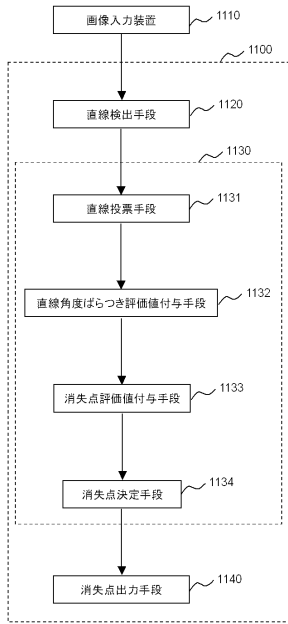 画像入力装置
1110
1100
直線検出手段
1120
1130
直線投票手段
1131
直線角度ばらつき評価値付与手段
1132
消失点評価値付与手段
1133
消失点決定手段
1134
消失点出力手段
1140